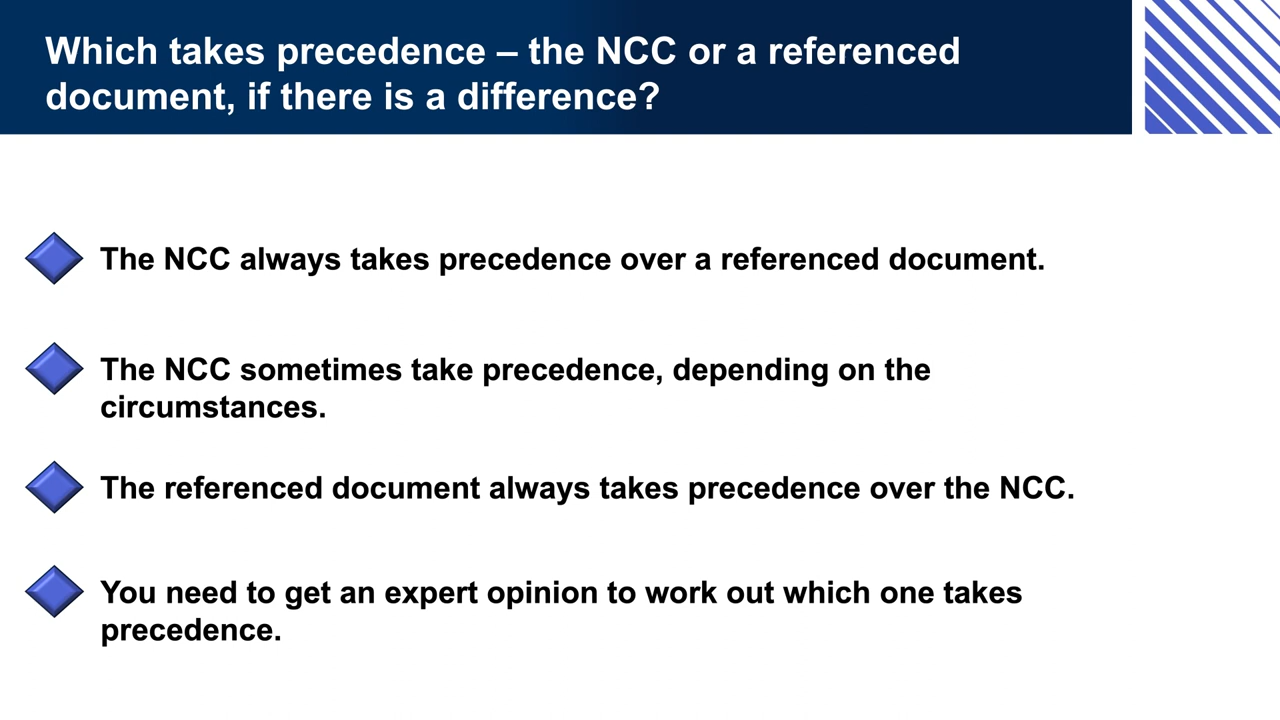 Which takes precedence – the NCC or a referenced
document, if there is a difference?
The NCC always takes precedence over a referenced document.
The NCC sometimes take precedence, depending on the
circumstances.
The referenced document always takes precedence over the NCC.
You need to get an expert opinion to work out which one takes
precedence.